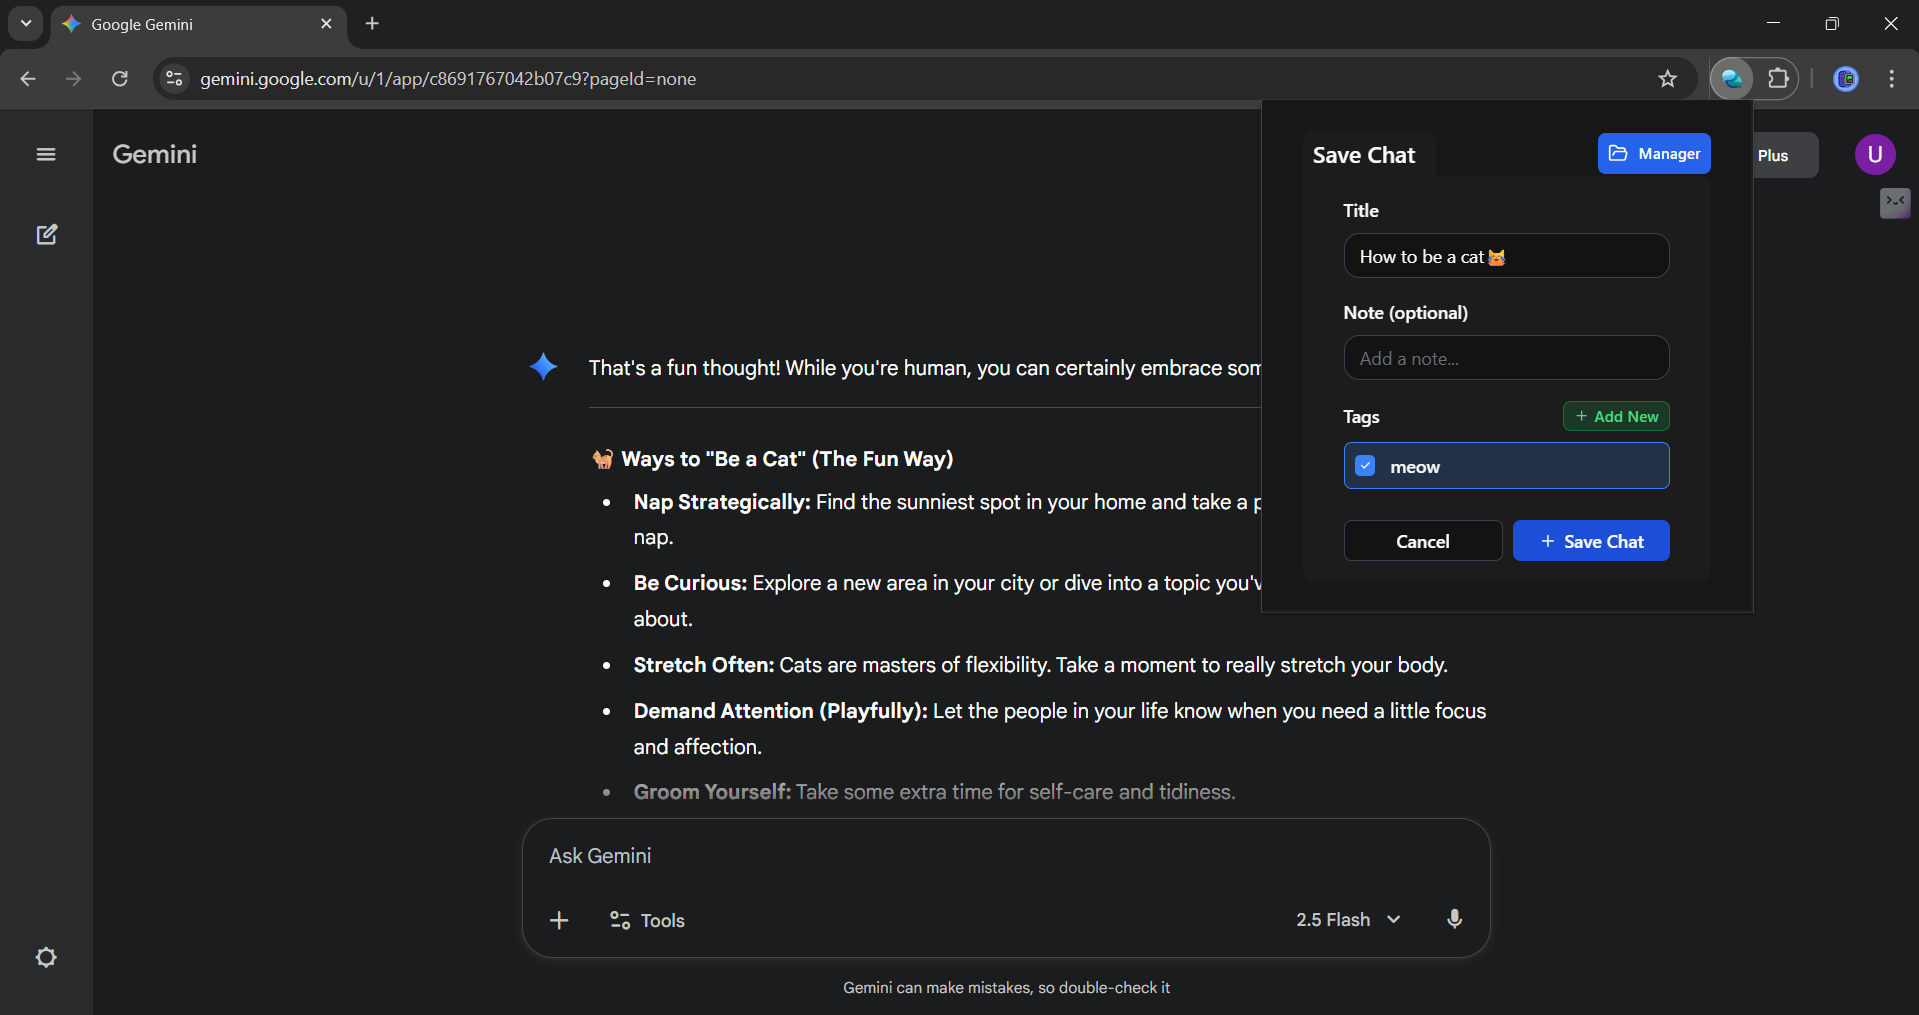 Google Gemini
gemini.google.com/u/1/app/c8691767042b07c9?pageId=none
Gemini
Plus
U
That's a fun thought! While you're human, you can certainly embrace
🐈 Ways to "Be a Cat" (The Fun Way)
• Nap Strategically: Find the sunniest spot in your home and take a
nap.
• Be Curious: Explore a new area in your city or dive into a topic
about.
• Stretch Often: Cats are masters of flexibility. Take a moment to really stretch your body.
• Demand Attention (Playfully): Let the people in your life know when you need a little focus
and affection.
• Groom Yourself: Take some extra time for self-care and tidiness.
Ask Gemini
Tools
2.5 Flash
Gemini can make mistakes, so double-check it
Save Chat
Manager
Title
How to be a cat😹
Note (optional)
Add a note...
Tags
+ Add New
meow
Cancel
+ Save Chat